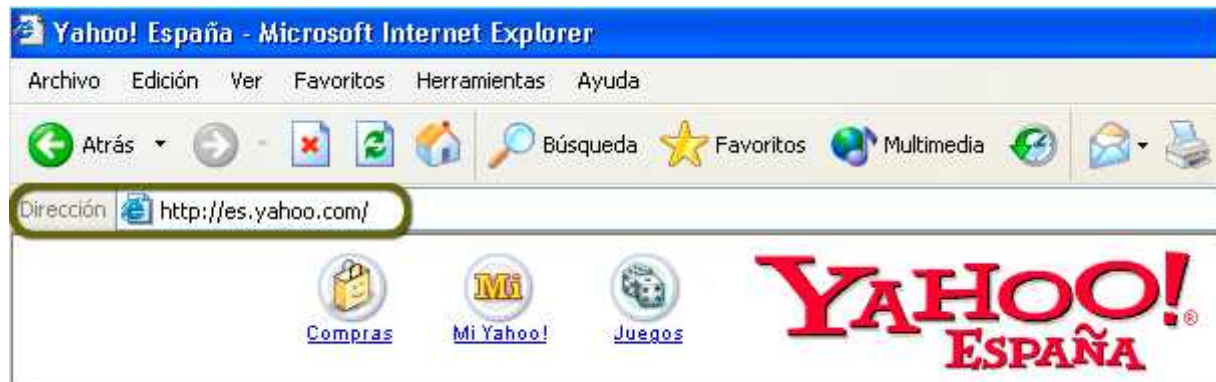 Yahoo! España - Microsoft Internet Explorer
Archivo Edición Ver Favoritos Herramientas Ayuda
Atrás Búsqueda Favoritos Multimedia
Dirección http://es.yahoo.com/
Mi
Compras Mi Yahoo! Juegos
YAHOO!®
ESPAÑA